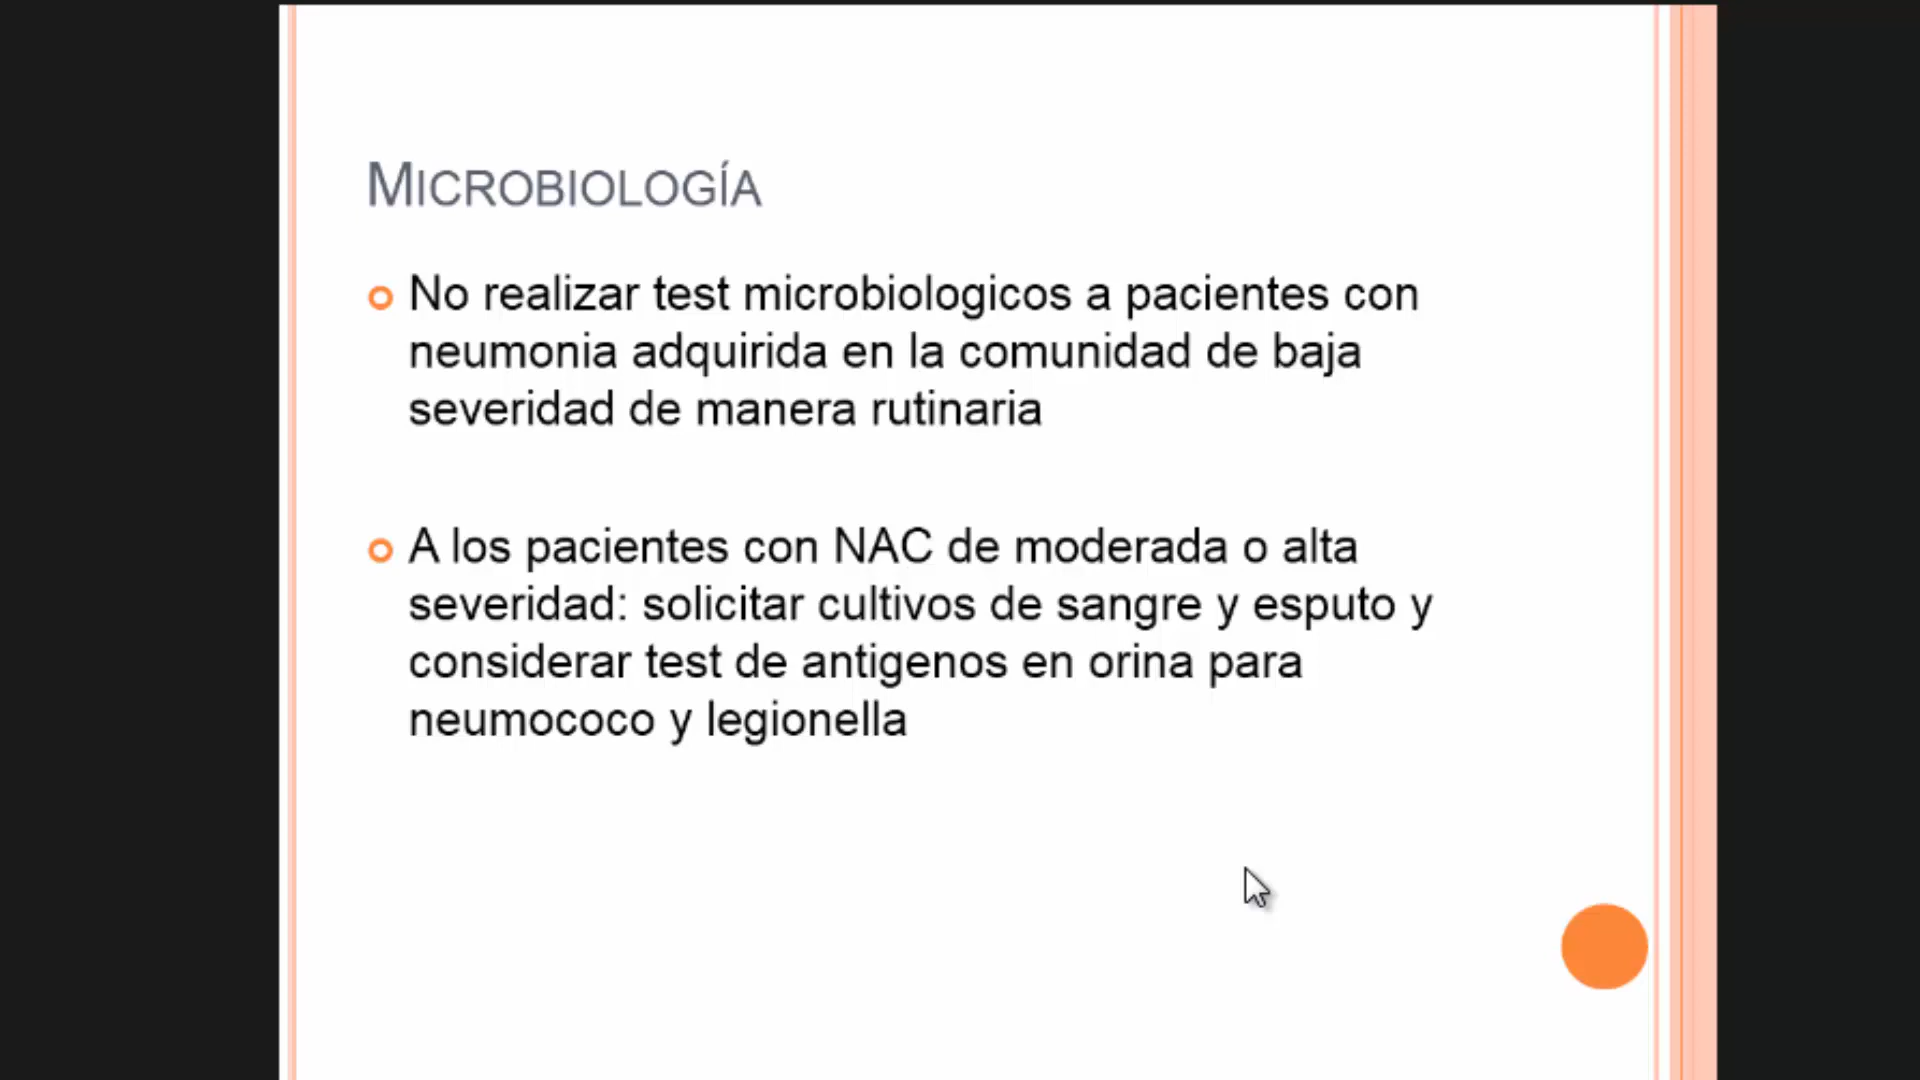 MICROBIOLOGÍA
No realizar test microbiologicos a pacientes con
neumonia adquirida en la comunidad de baja
severidad de manera rutinaria
A los pacientes con NAC de moderada o alta
severidad: solicitar cultivos de sangre y esputo y
considerar test de antigenos en orina para
neumococo y legionella